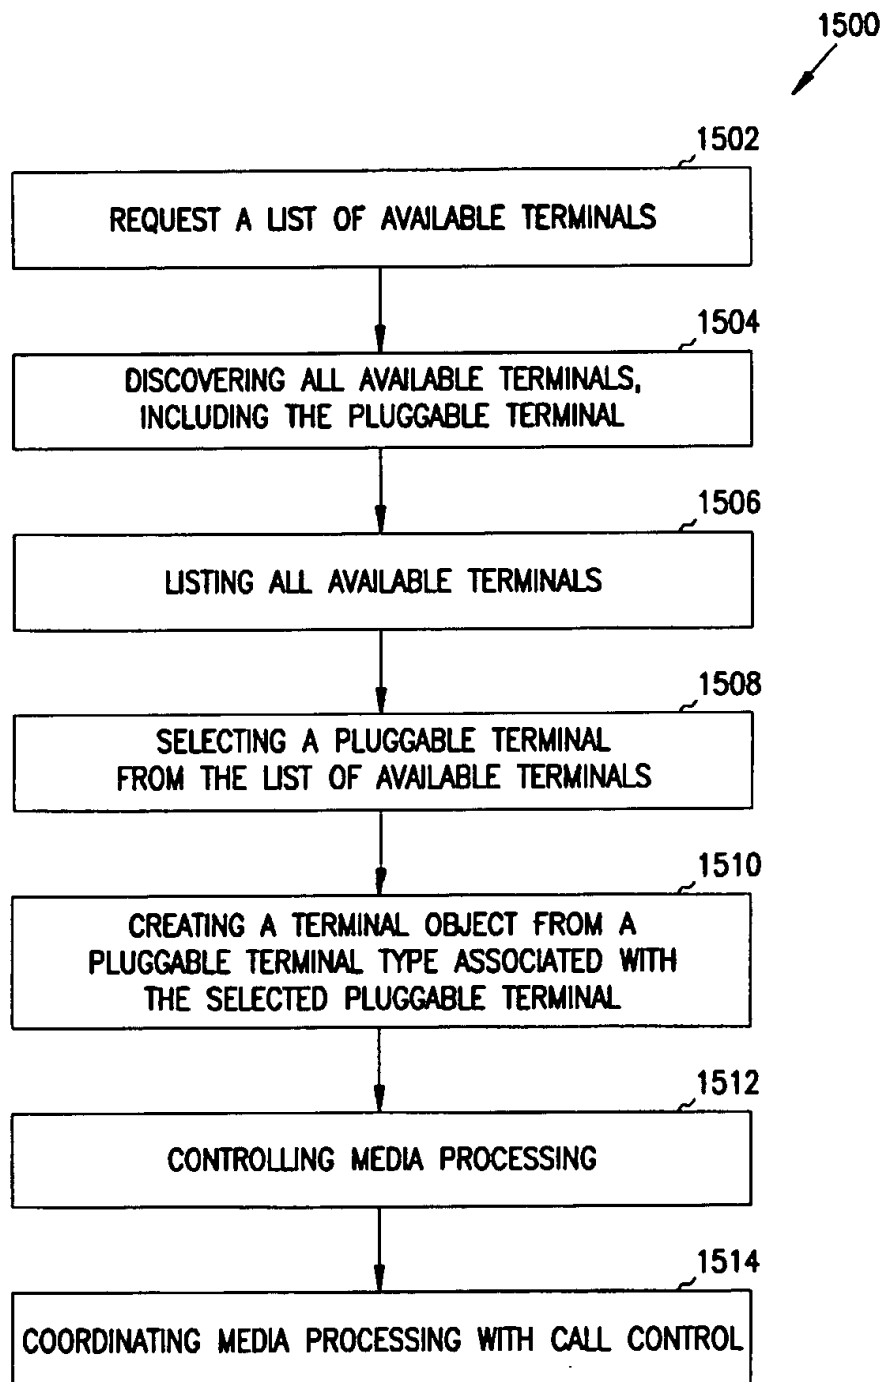 1500
1502
REQUEST A LIST OF AVAILABLE TERMINALS
1504
DISCOVERING ALL AVAILABLE TERMINALS,
INCLUDING THE PLUGGABLE TERMINAL
1506
LISTING ALL AVAILABLE TERMINALS
1508
SELECTING A PLUGGABLE TERMINAL
FROM THE LIST OF AVAILABLE TERMINALS
1510
CREATING A TERMINAL OBJECT FROM A
PLUGGABLE TERMINAL TYPE ASSOCIATED WITH
THE SELECTED PLUGGABLE TERMINAL
1512
CONTROLLING MEDIA PROCESSING
1514
COORDINATING MEDIA PROCESSING WITH CALL CONTROL